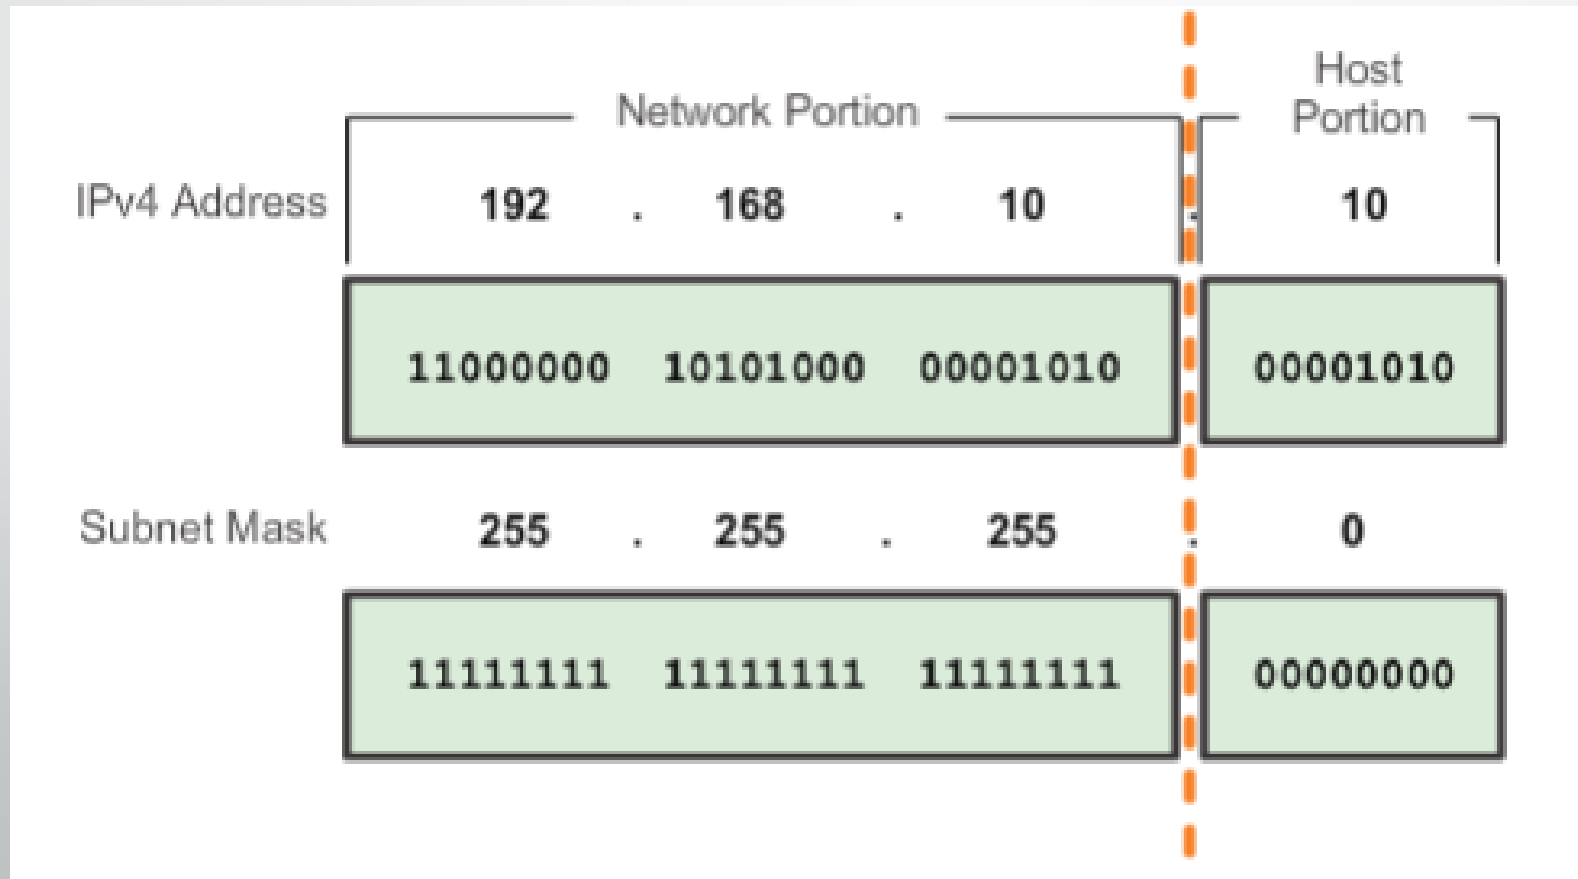 Host
Network Portion Portion
IPv4 Address 192 . 168 . 10 . 10
11000000 10101000 00001010 00001010
Subnet Mask 255 . 255 . 255 . 0
11111111 11111111 11111111 00000000